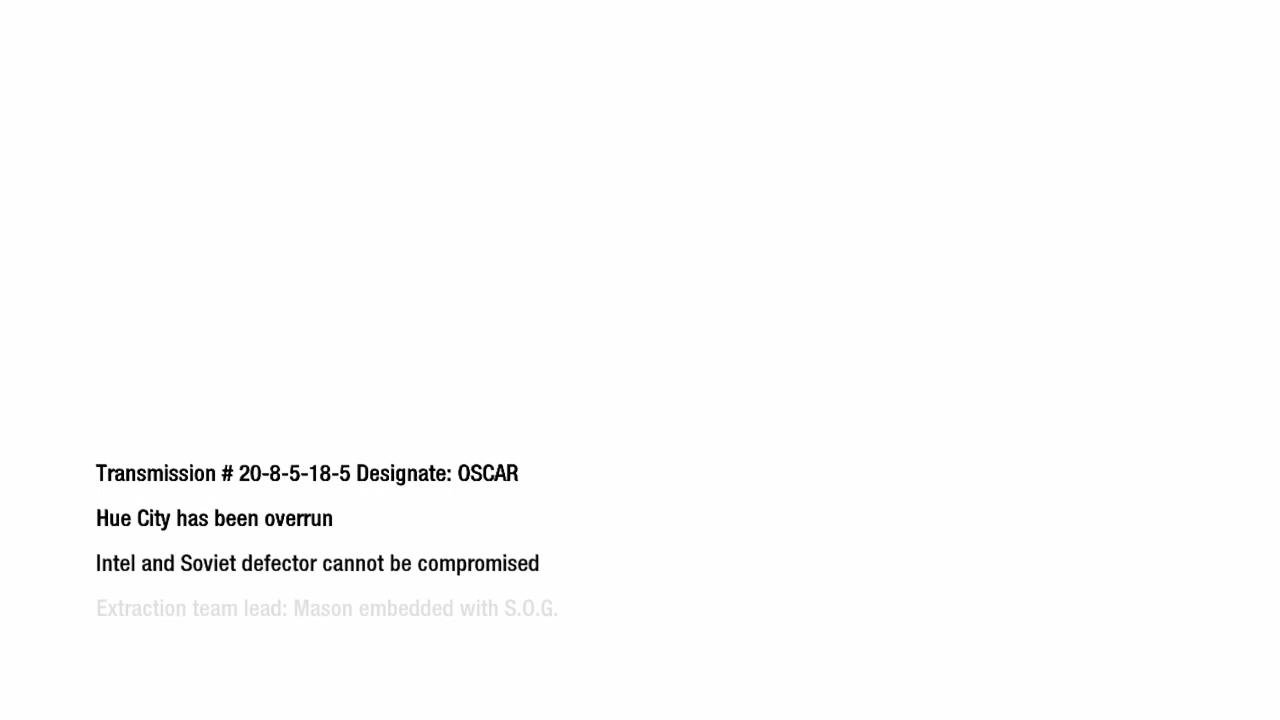 Transmission # 20-8-5-18-5 Designate: OSCAR
Hue City has been overrun
Intel and Soviet defector cannot be compromised
Extraction team lead: Mason embedded with S.O.G.